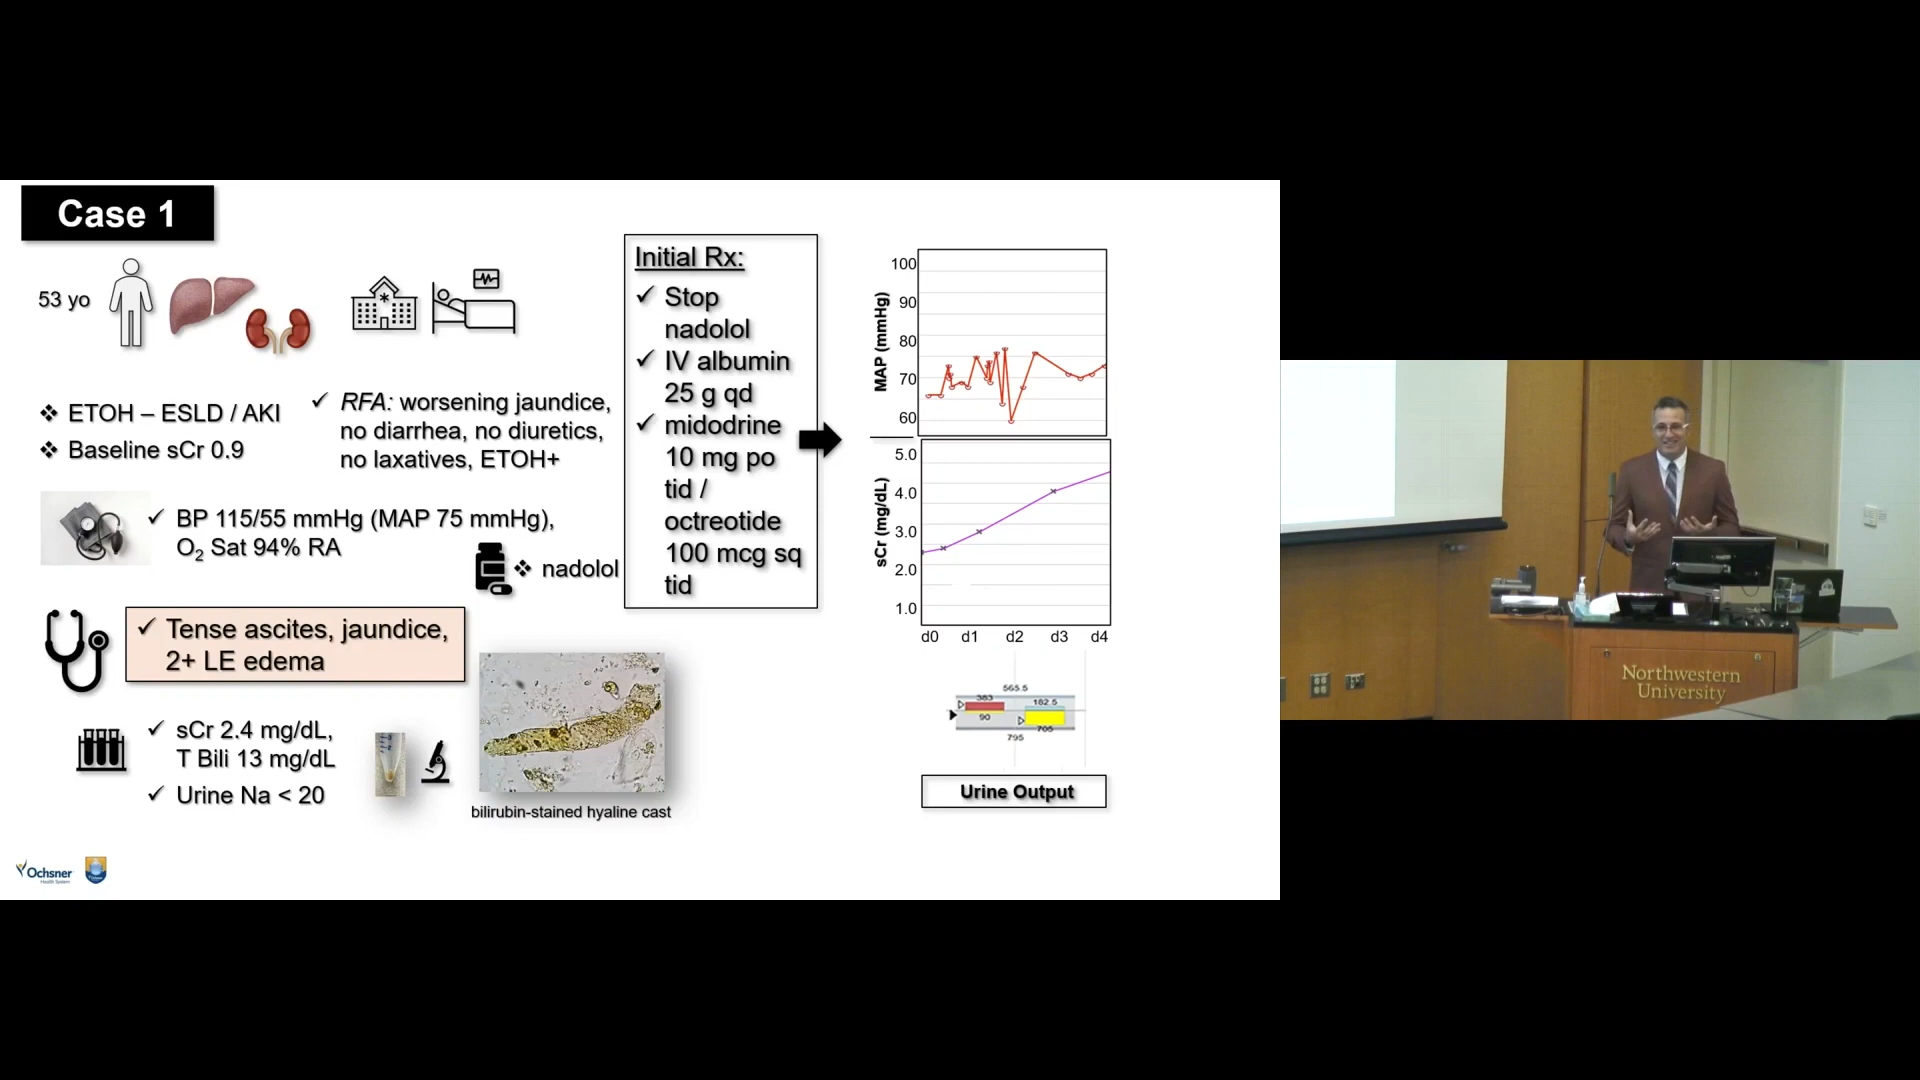 Case 1
53 yo
❖ ETOH – ESLD / AKI
❖ Baseline sCr 0.9
✓ RFA: worsening jaundice,
no diarrhea, no diuretics,
no laxatives, ETOH+
✓ BP 115/55 mmHg (MAP 75 mmHg),
O2 Sat 94% RA
❖ nadolol
✓ Tense ascites, jaundice,
2+ LE edema
✓ sCr 2.4 mg/dL,
T Bili 13 mg/dL
✓ Urine Na < 20
bilirubin-stained hyaline cast
Initial Rx:
✓ Stop
nadolol
✓ IV albumin
25 g qd
✓ midodrine
10 mg po
tid /
octreotide
100 mcg sq
tid
MAP (mmHg)
100
90
80
70
60
sCr (mg/dL)
5.0
4.0
3.0
2.0
1.0
d0 d1 d2 d3 d4
565.5
383 182.5
90
705
795
Urine Output
Ochsner
Health System
Northwestern
University